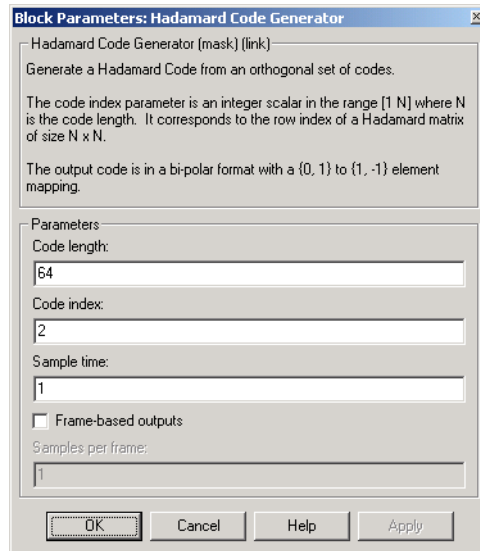 Block Parameters: Hadamard Code Generator
Hadamard Code Generator (mask) (link)
Generate a Hadamard Code from an orthogonal set of codes.
The code index parameter is an integer scalar in the range [1 N] where N
is the code length.  It corresponds to the row index of a Hadamard matrix
of size N x N.
The output code is in a bi-polar format with a {0, 1} to {1, -1} element
mapping.
Parameters
Code length:
64
Code index:
2
Sample time:
1
Frame-based outputs
Samples per frame:
1
OK Cancel Help Apply